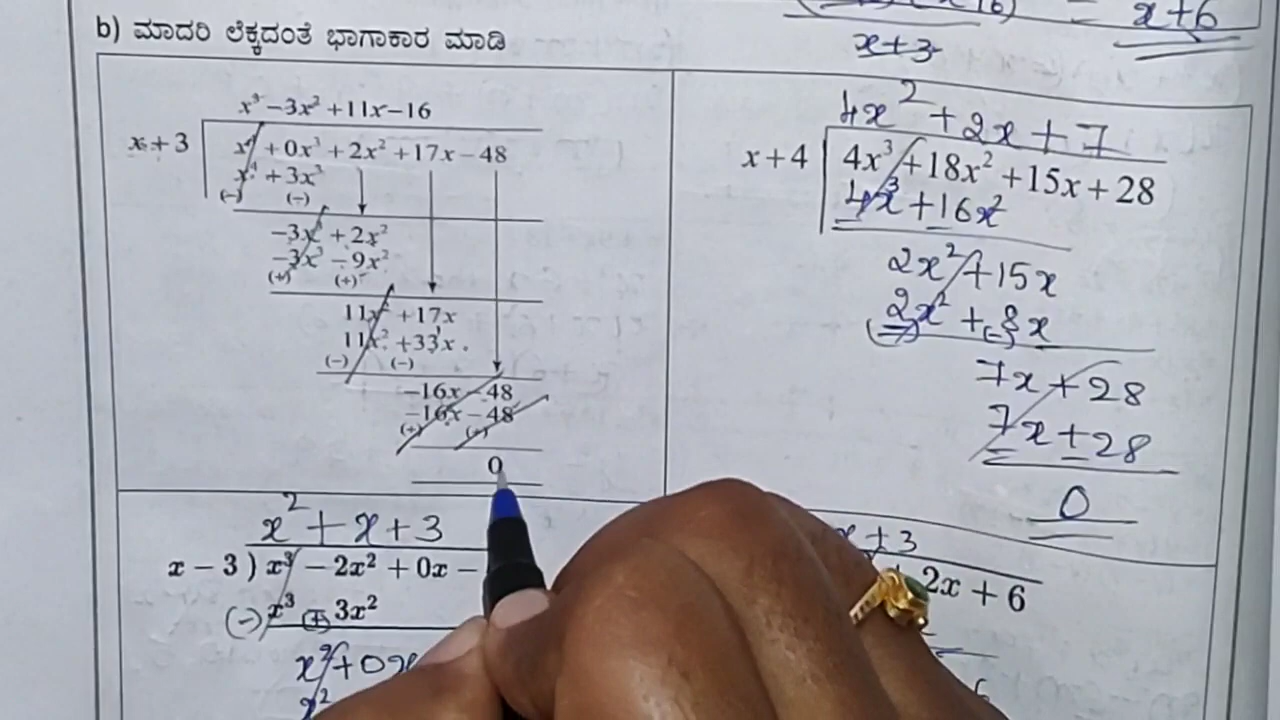 x+6
x+3
b) ಮಾದರಿ ಲೆಕ್ಕದಂತೆ ಭಾಗಾಕಾರ ಮಾಡಿ
x³ −3x² +11x−16
x+3
x⁴ +0x³ +2x² +17x −48
x⁴ +3x³
(−) (−)
−3x³ +2x²
−3x³ −9x²
(+) (+)
11x² +17x
11x² +33x
(−) (−)
−16x −48
−16x −48
(+) (+)
0
4x² +2x +7
x+4
4x³ +18x² +15x + 28
4x³ +16x²
2x² +15x
2x² + 8x
(−) (−)
7x + 28
7x + 28
0
x² + x + 3
x − 3 ) x³ − 2x² + 0x −
x³ 3x²
(−) (+)
x² + 0x
x²
x + 3
2x + 6
6